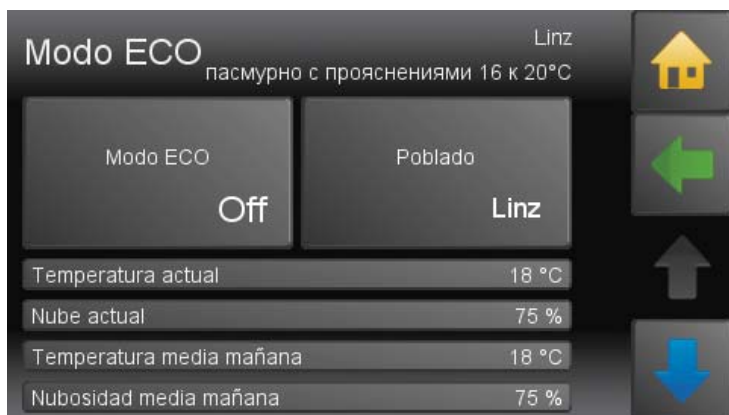 Modo ECO
Linz
пасмурно с прояснениями 16 к 20°C
Modo ECO
Off
Poblado
Linz
Temperatura actual 18 °C
Nube actual 75 %
Temperatura media mañana 18 °C
Nubosidad media mañana 75 %